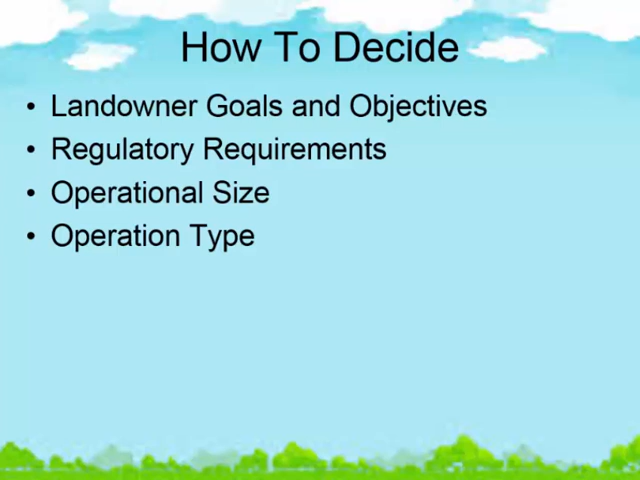 How To Decide
• Landowner Goals and Objectives
• Regulatory Requirements
• Operational Size
• Operation Type